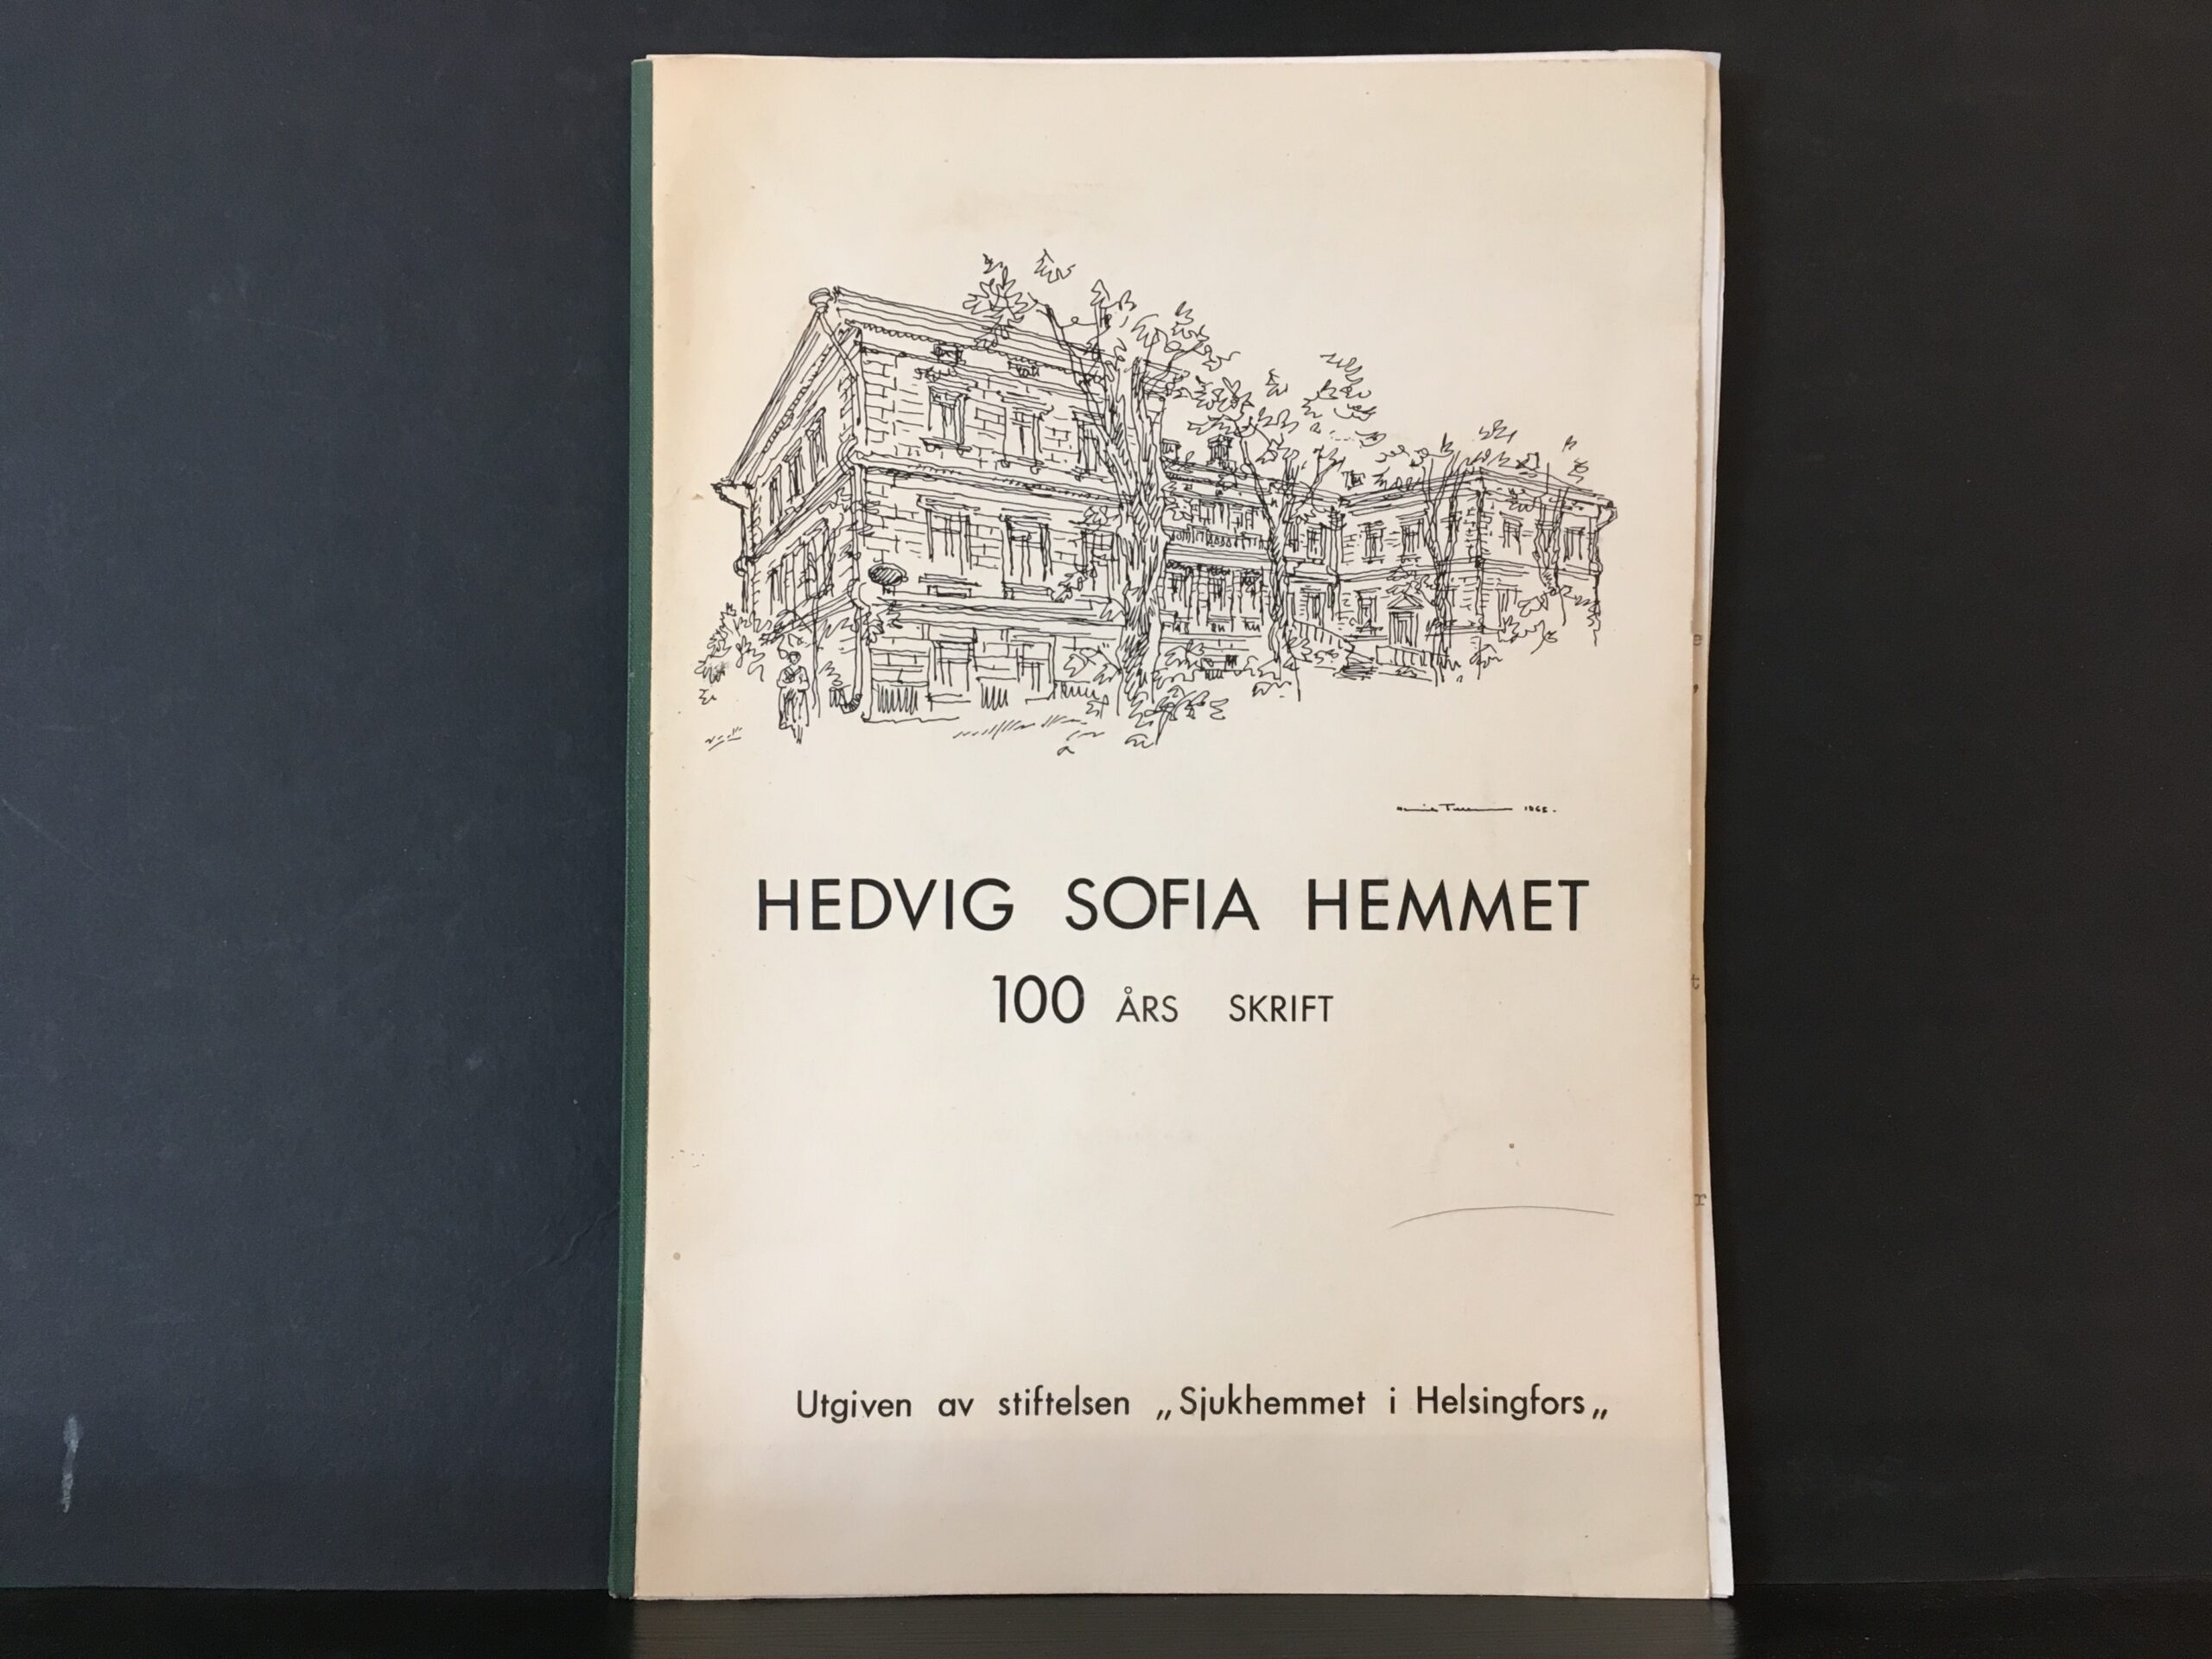 HEDVIG SOFIA HEMMET
100 ÅRS SKRIFT
Utgiven av stiftelsen „Sjukhemmet i Helsingfors„